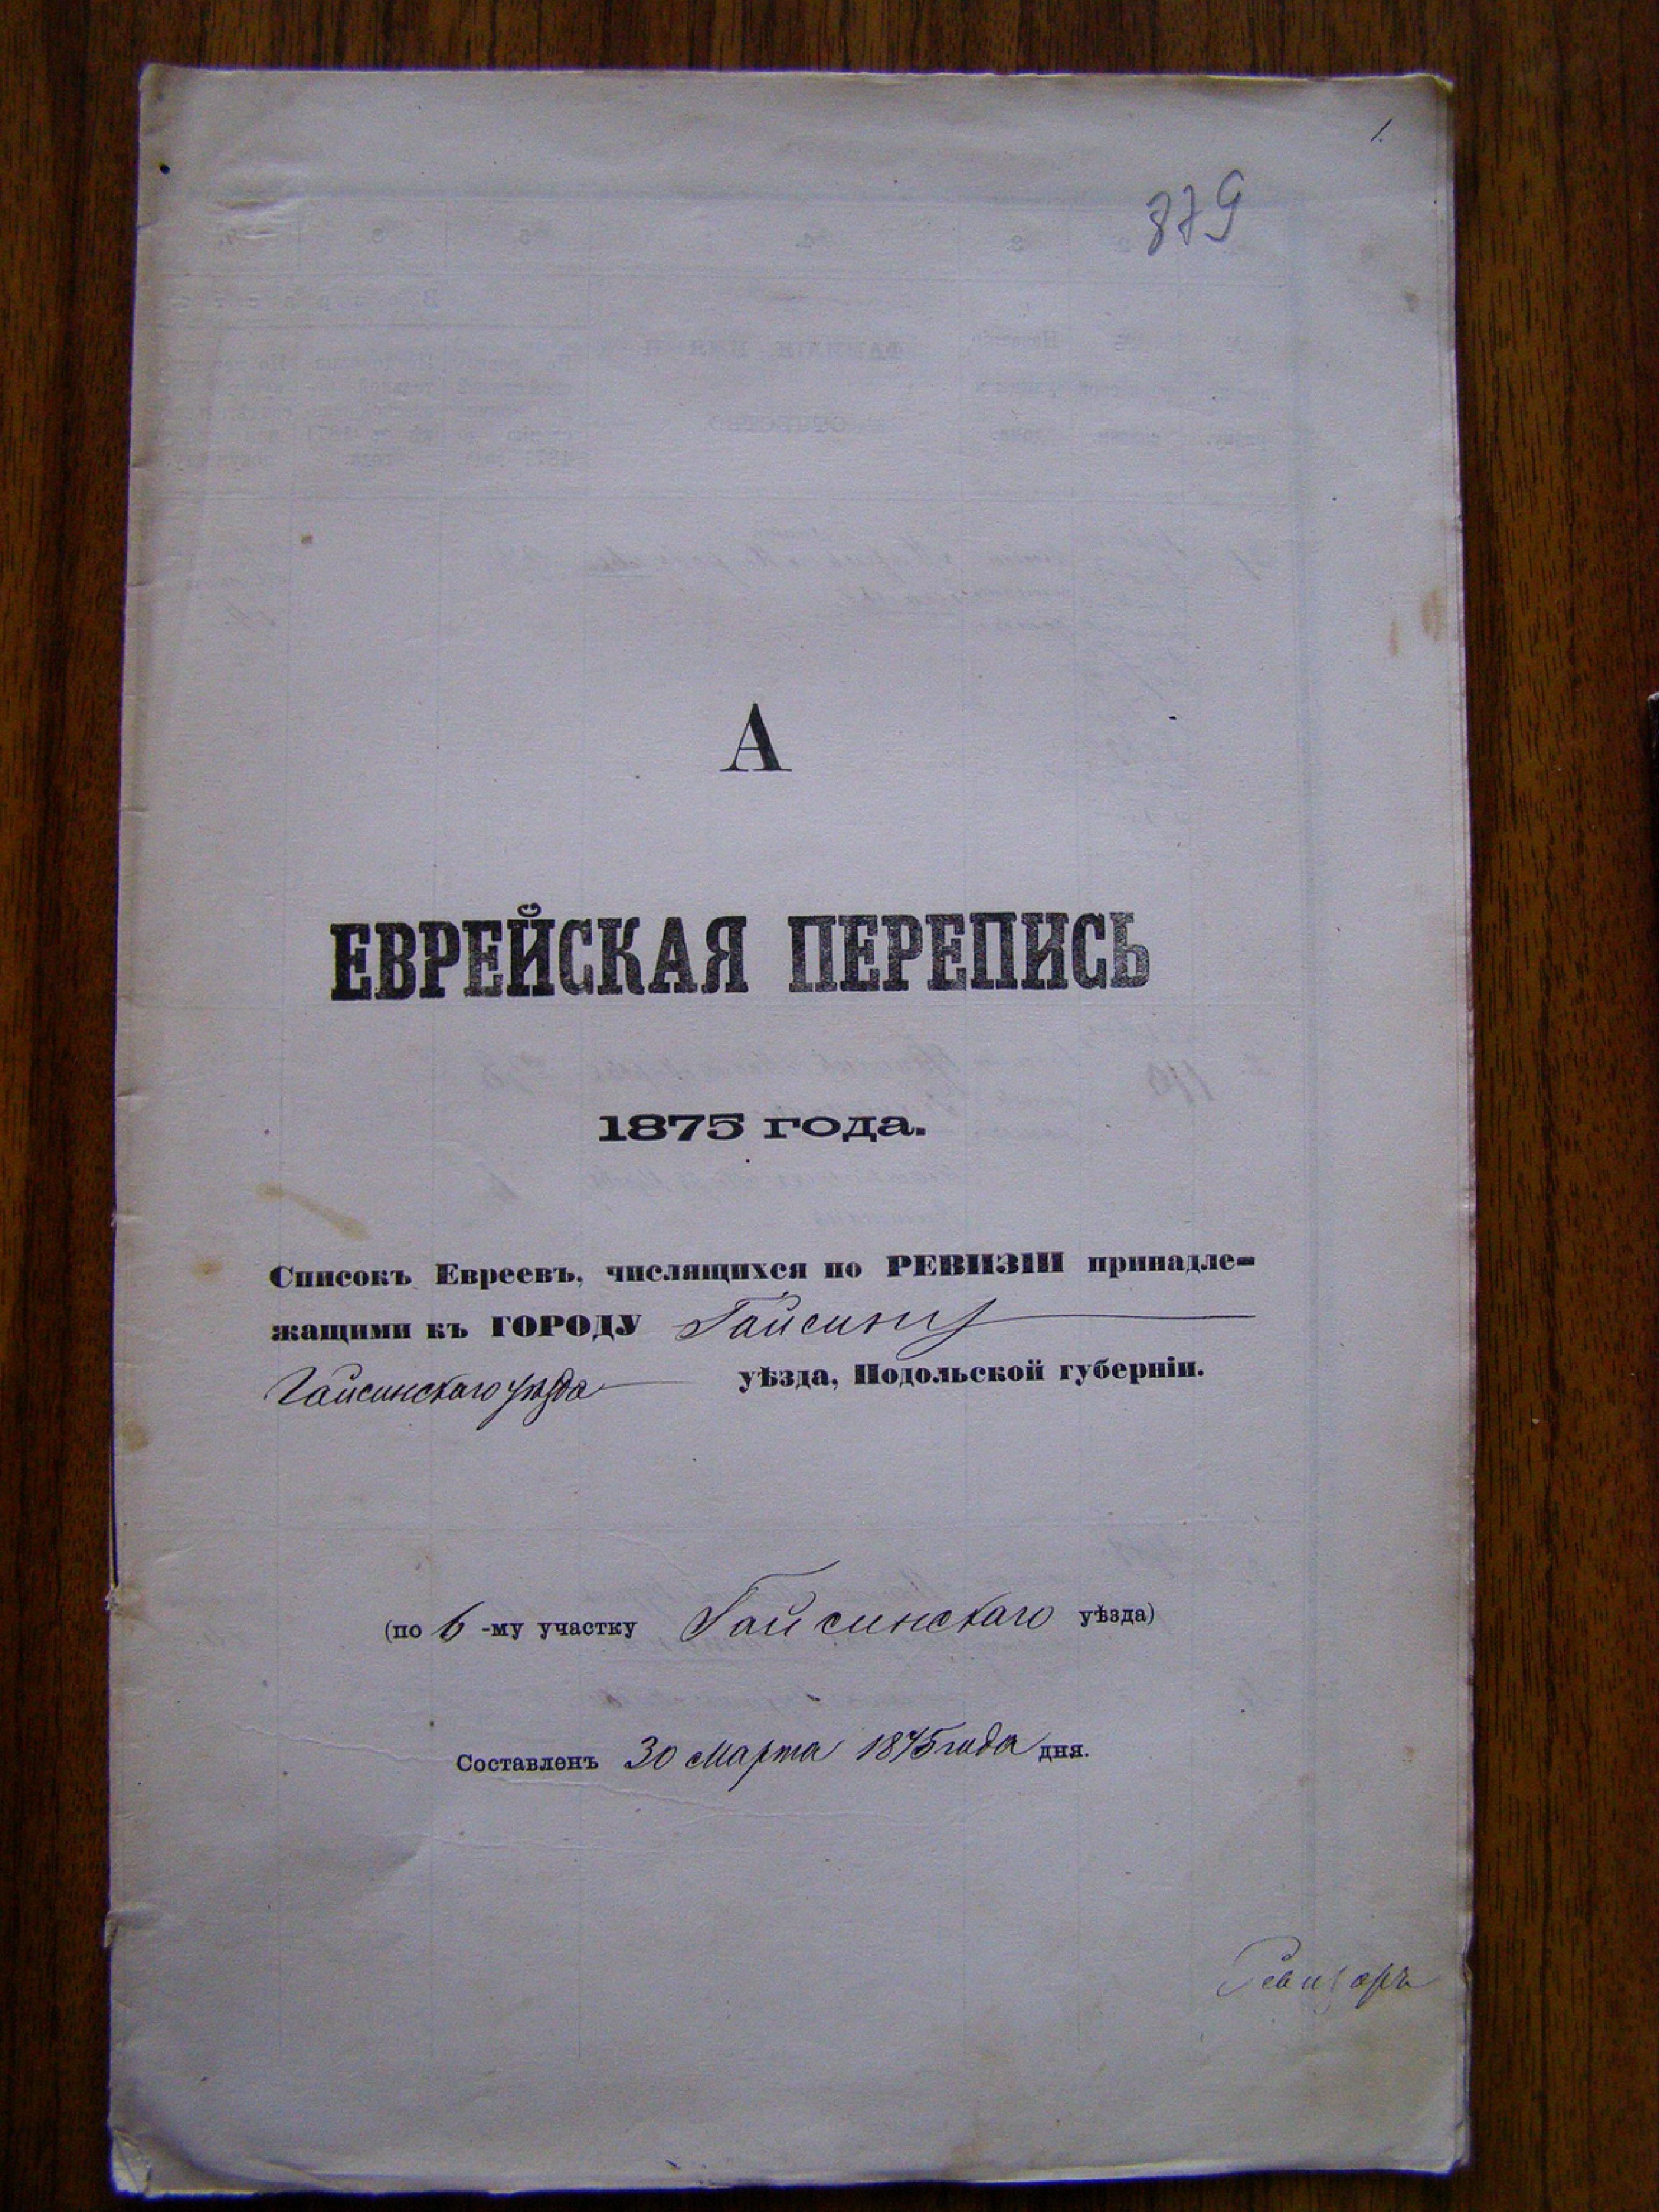 1.
879
А
ЕВРЕЙСКАЯ ПЕРЕПИСЬ
1875 года.
Списокъ Евреевъ, числящихся по РЕВИЗІИ принадле-
жащими къ ГОРОДУ Гайсину
Гайсинскаго уѣзда уѣзда, Подольской губерніи.
(по 6 -му участку Гайсинскаго уѣзда)
Составленъ 30 Марта 1875 года дня.
Ревизоръ